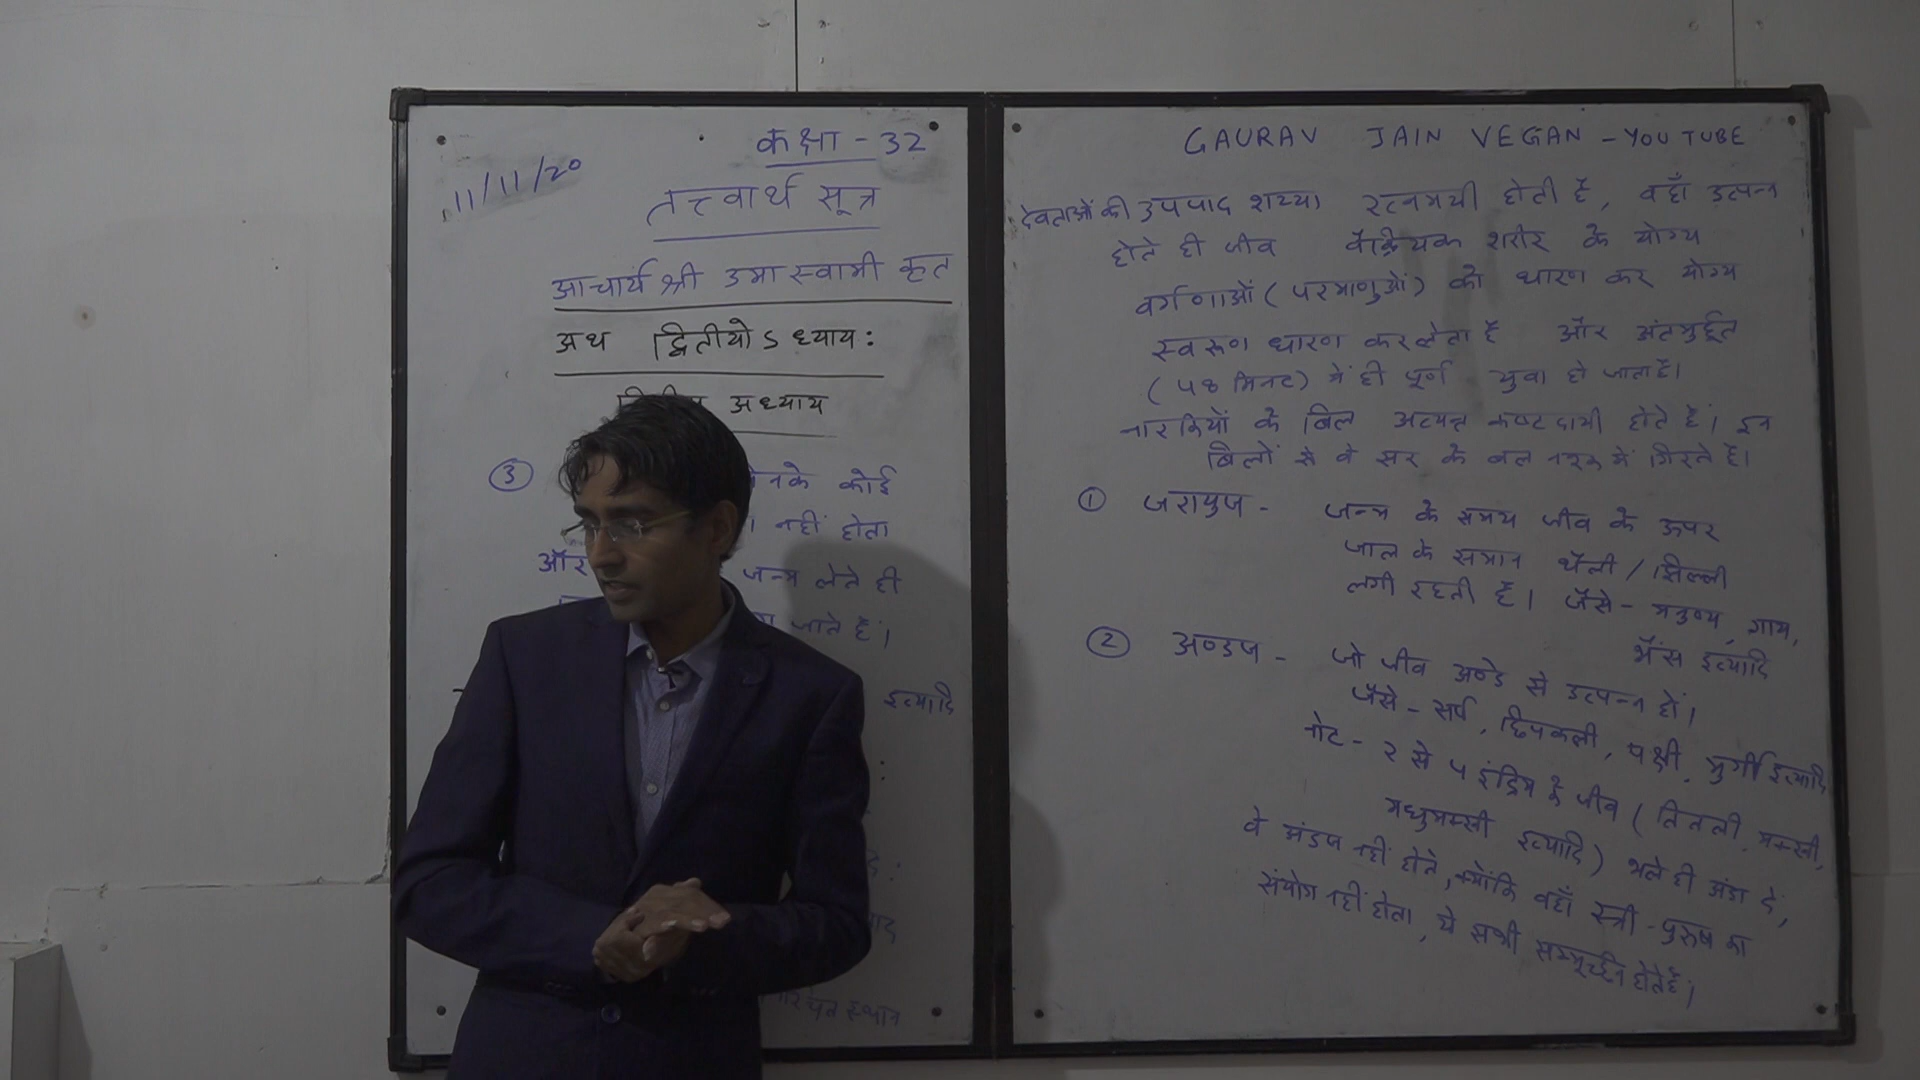 11/11/20
कक्षा - 32
तत्त्वार्थ सूत्र
आचार्य श्री उमास्वामी कृत
अथ द्वितीयोऽध्यायः
अध्याय
③ कोई
नहीं होता
और जन्म लेते ही
जाते हैं।
इत्यादि
स्थान
GAURAV JAIN VEGAN - YOUTUBE
देवताओं की उपपाद शय्या रत्नमयी होती है, वहाँ उत्पन्न
होते ही जीव वैक्रियक शरीर के योग्य
वर्गणाओं (परमाणुओं) को धारण कर योग्य
स्वरूप धारण कर लेता है और अंतर्मुहूर्त
(48 मिनट) में ही पूर्ण युवा हो जाता है।
नारकियों के बिल अत्यन्त कष्टदायी होते हैं। इन
बिलों से वे सर के बल नरक में गिरते हैं।
① जरायुज - जन्म के समय जीव के ऊपर
जाल के समान थैली / झिल्ली
लगी रहती है। जैसे - मनुष्य, गाय,
भैंस इत्यादि
② अण्डज - जो जीव अण्डे से उत्पन्न हों।
जैसे - सर्प, छिपकली, पक्षी, मुर्गी इत्यादि
नोट - 2 से 4 इंद्रिय के जीव (तितली, मक्खी,
मधुमक्खी इत्यादि) भले ही अंडा दें,
वे अंडज नहीं होते, क्योंकि वहाँ स्त्री - पुरुष का
संयोग नहीं होता, ये सभी सम्मूर्च्छन होते हैं।